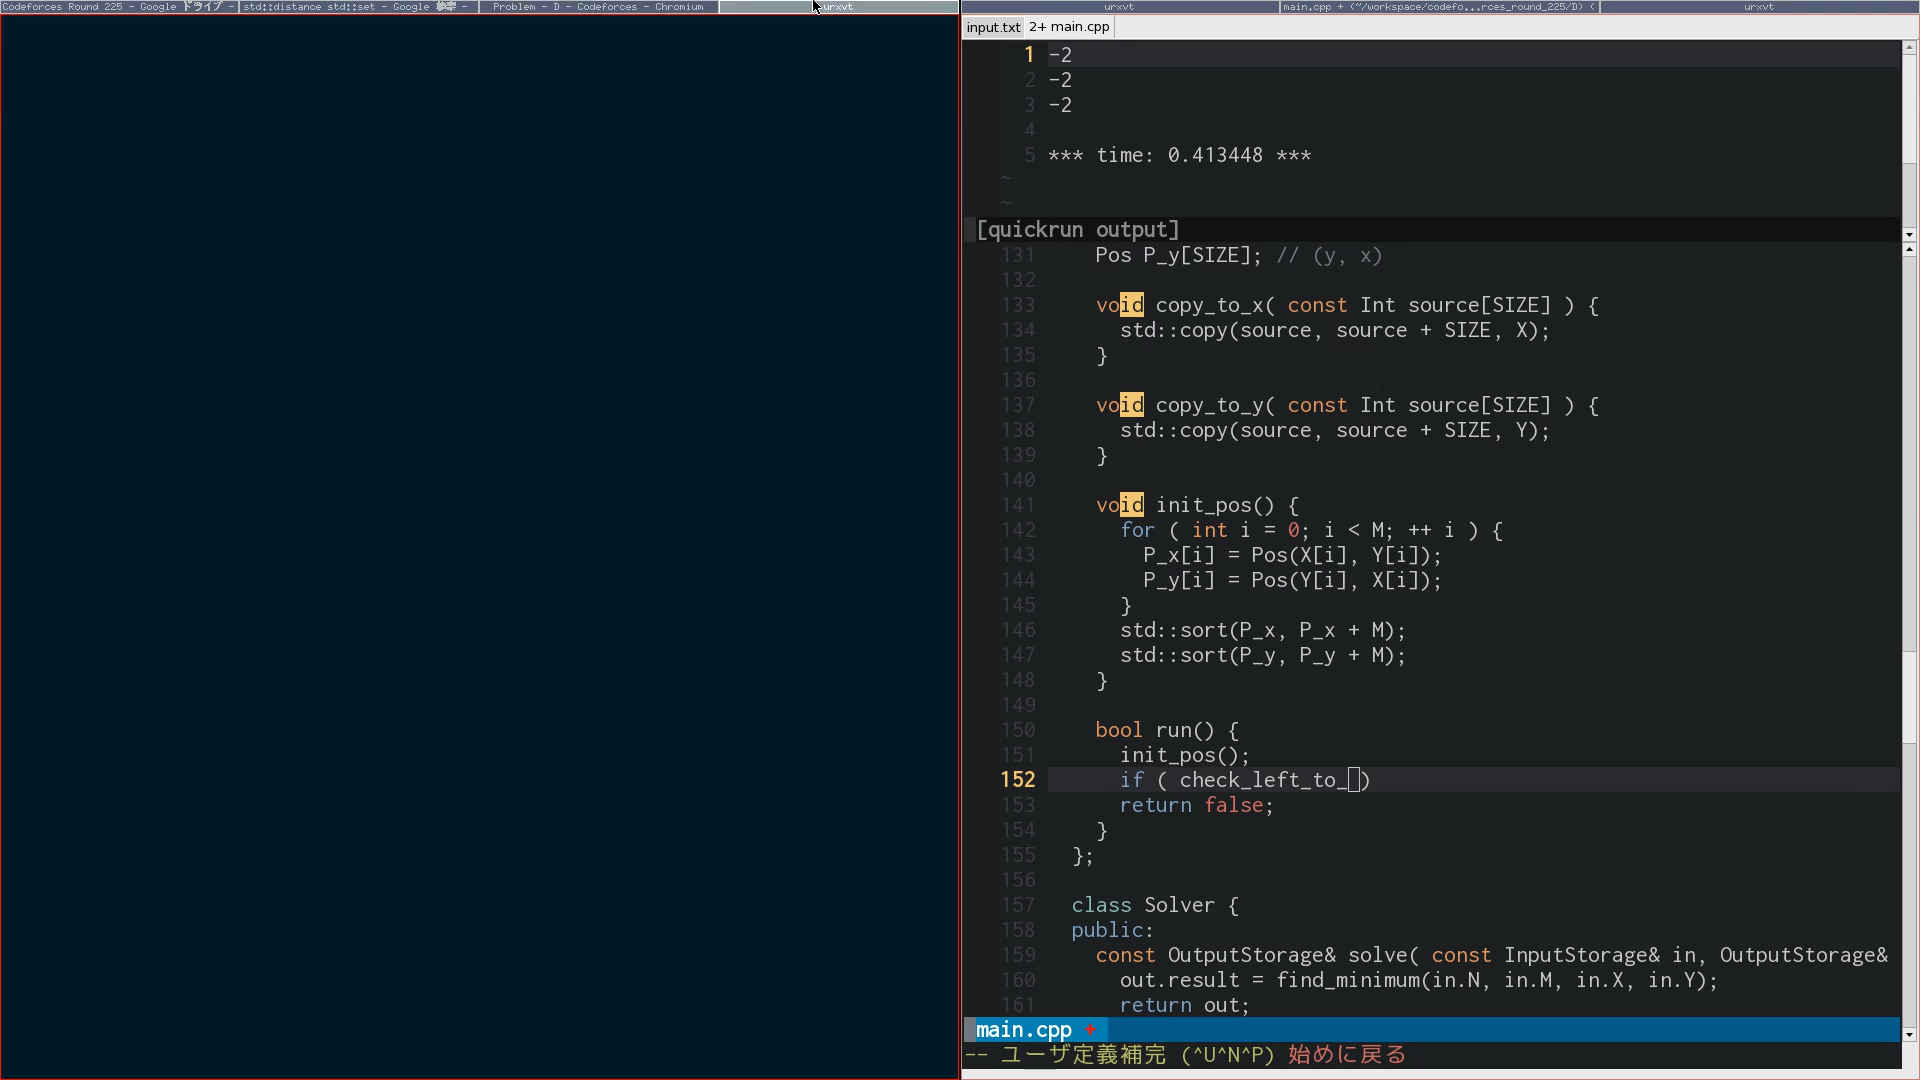 Codeforces Round 225 - Google ドライブ -
std::distance std::set - Google 検索 -
Problem - D - Codeforces - Chromium
urxvt
urxvt
main.cpp + (~/workspace/codefo...rces_round_225/D) (
urxvt
input.txt 2+ main.cpp
1 -2
2 -2
3 -2
4
5 *** time: 0.413448 ***
~
~
[quickrun output]
131 Pos P_y[SIZE]; // (y, x)
132
133 void copy_to_x( const Int source[SIZE] ) {
134 std::copy(source, source + SIZE, X);
135 }
136
137 void copy_to_y( const Int source[SIZE] ) {
138 std::copy(source, source + SIZE, Y);
139 }
140
141 void init_pos() {
142 for ( int i = 0; i < M; ++ i ) {
143 P_x[i] = Pos(X[i], Y[i]);
144 P_y[i] = Pos(Y[i], X[i]);
145 }
146 std::sort(P_x, P_x + M);
147 std::sort(P_y, P_y + M);
148 }
149
150 bool run() {
151 init_pos();
152 if ( check_left_to_ )
153 return false;
154 }
155 };
156
157 class Solver {
158 public:
159 const OutputStorage& solve( const InputStorage& in, OutputStorage&
160 out.result = find_minimum(in.N, in.M, in.X, in.Y);
161 return out;
main.cpp +
-- ユーザ定義補完 (^U^N^P) 始めに戻る